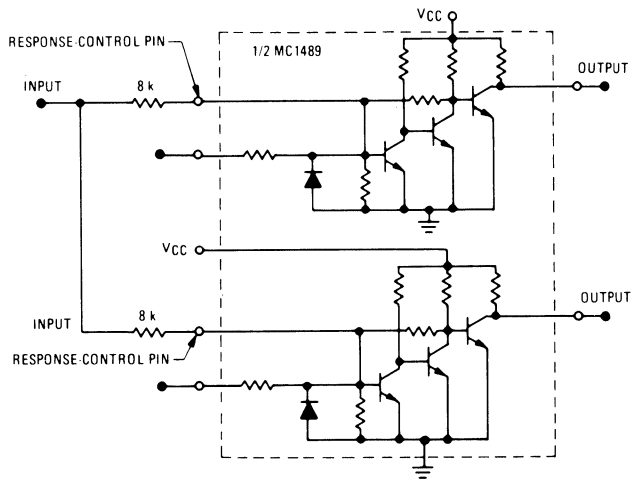 VCC
RESPONSE-CONTROL PIN
1/2 MC1489
INPUT
8 k
OUTPUT
VCC
OUTPUT
INPUT
8 k
RESPONSE-CONTROL PIN